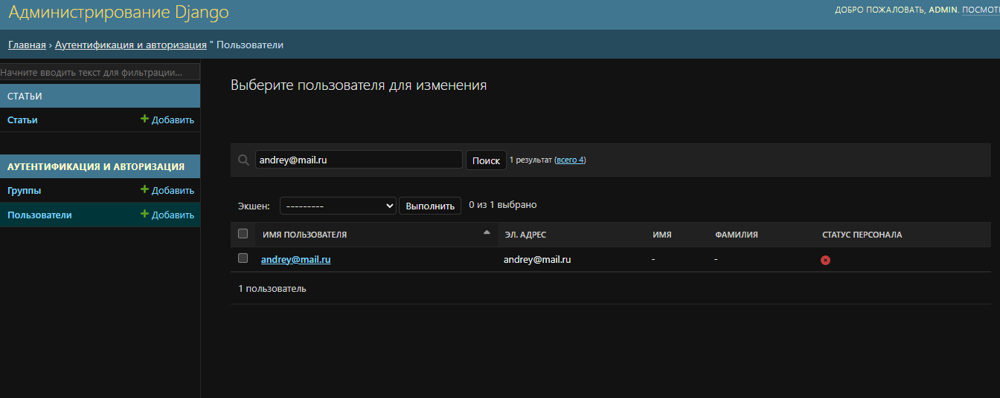 Администрирование Django
ДОБРО ПОЖАЛОВАТЬ, ADMIN.
Главная › Аутентификация и авторизация " Пользователи
Начните вводить текст для фильтрации...
СТАТЬИ
Статьи + Добавить
АУТЕНТИФИКАЦИЯ И АВТОРИЗАЦИЯ
Группы + Добавить
Пользователи + Добавить
Выберите пользователя для изменения
andrey@mail.ru Поиск 1 результат (всего 4)
Экшен: --------- Выполнить 0 из 1 выбрано
ИМЯ ПОЛЬЗОВАТЕЛЯ ЭЛ. АДРЕС ИМЯ ФАМИЛИЯ СТАТУС ПЕРСОНАЛА
andrey@mail.ru andrey@mail.ru - -
1 пользователь